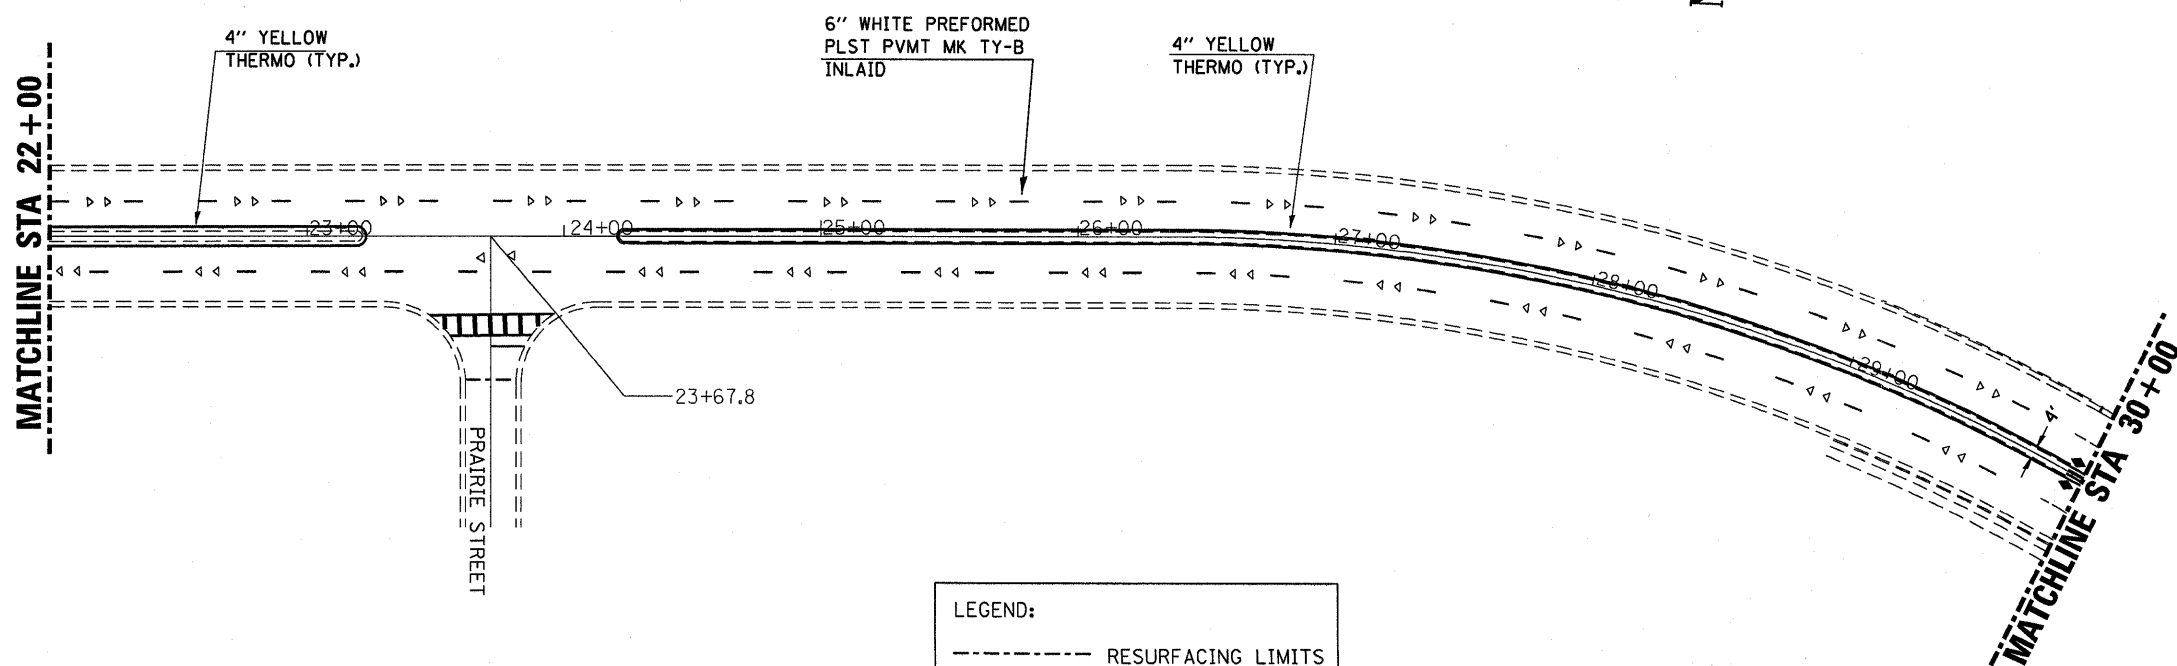 4" YELLOW
THERMO (TYP.)
6" WHITE PREFORMED
PLST PVMT MK TY-B
INLAID
4" YELLOW
THERMO (TYP.)
MATCHLINE STA 22+00
23+00
24+00
25+00
26+00
27+00
28+00
29+00
4'
MATCHLINE STA 30+00
23+67.8
PRAIRIE STREET
LEGEND:
RESURFACING LIMITS